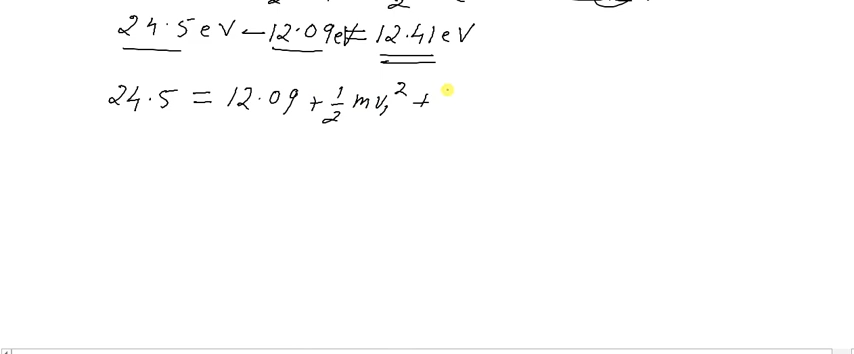 24.5 eV - 12.09 eV = 12.41 eV
24.5 = 12.09 + 1/2 mv₁² +